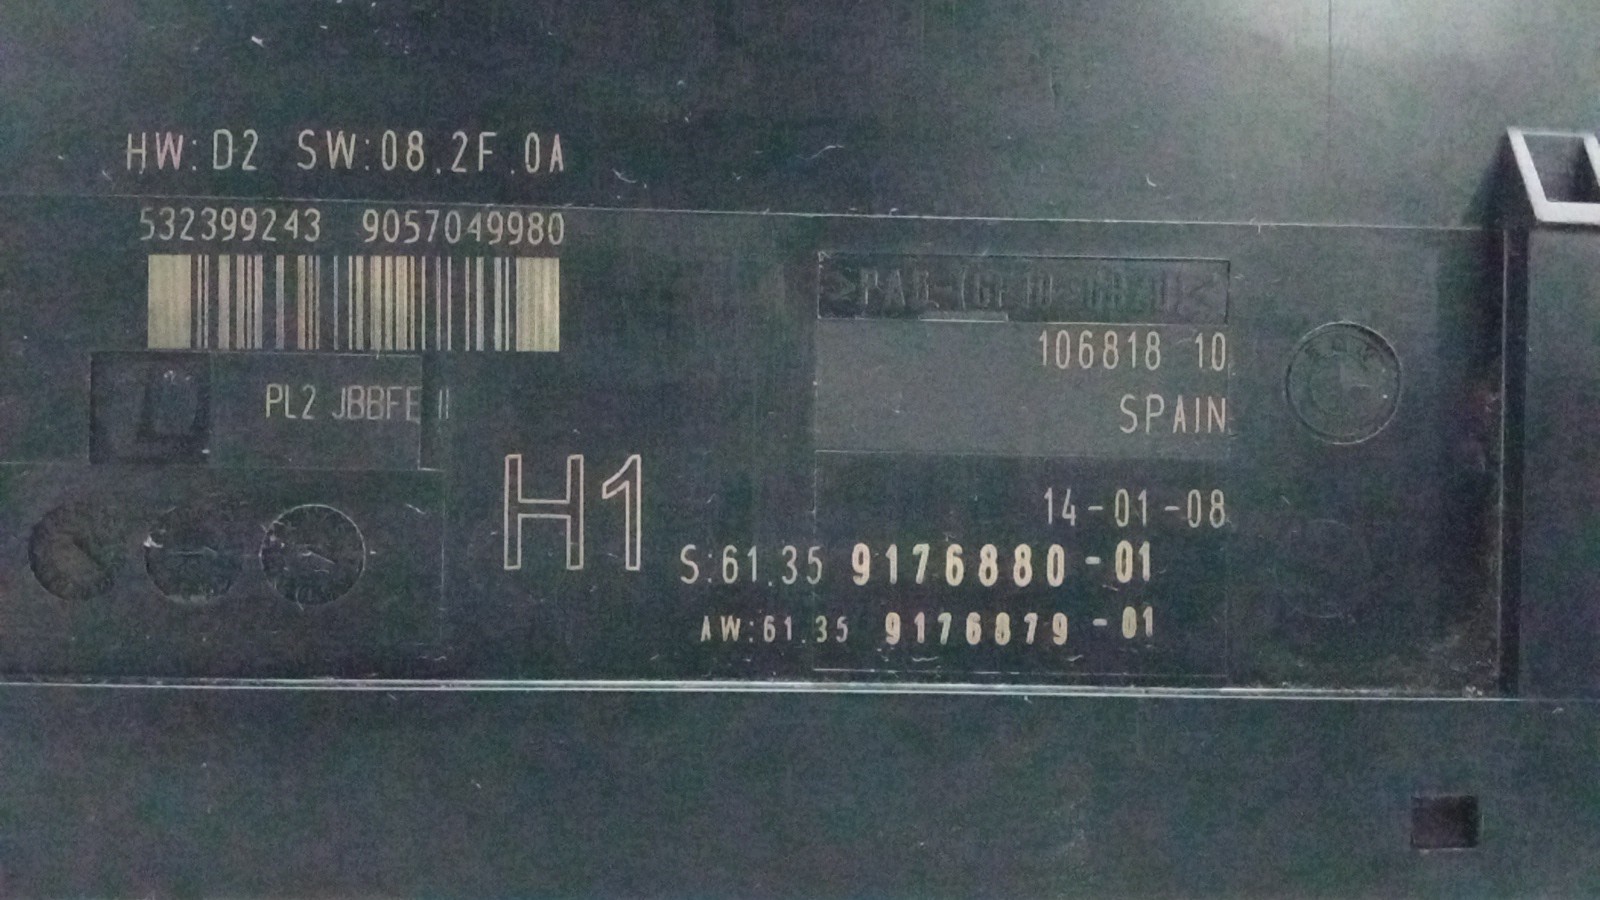 HW:D2 SW:08.2F.0A
532399243 9057049980
PL2 JBBFE II
H1
106818 10
SPAIN
14-01-08
S:61.35 9176880-01
AW:61.35 9176879-01